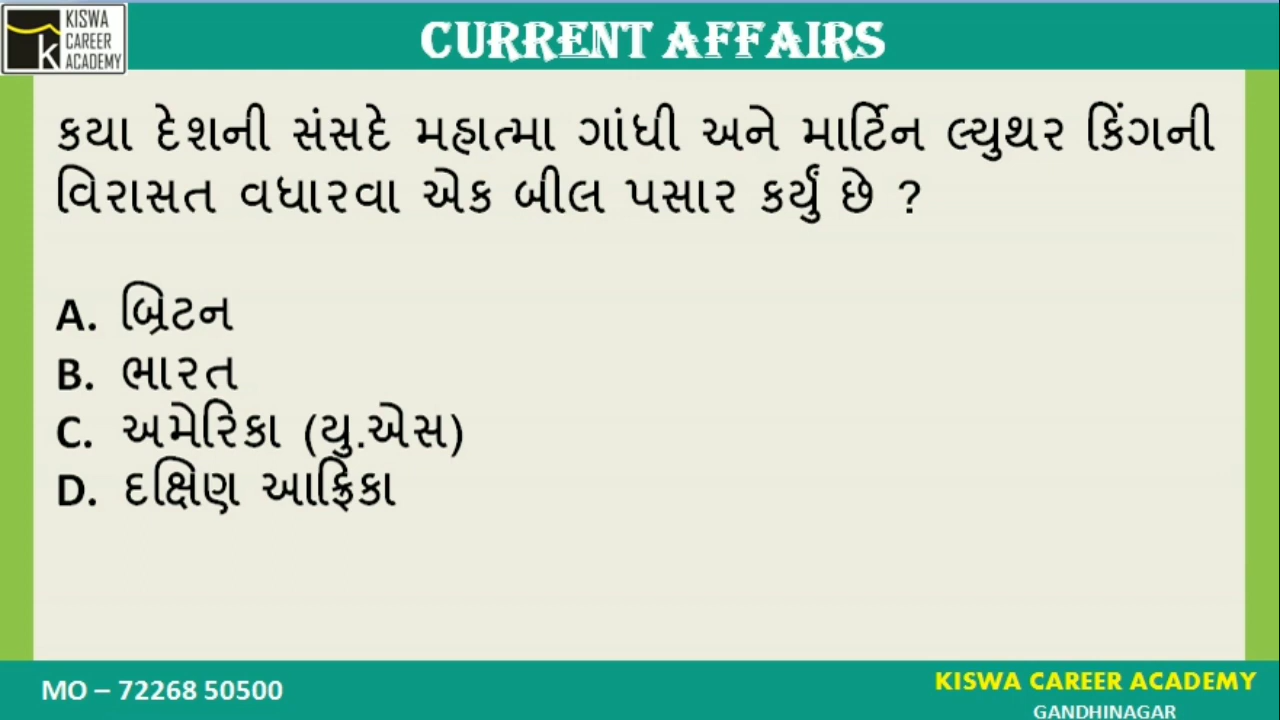 KISWA
CAREER
ACADEMY
CURRENT AFFAIRS
કયા દેશની સંસદે મહાત્મા ગાંધી અને માર્ટિન લ્યુથર કિંગની
વિરાસત વધારવા એક બીલ પસાર કર્યું છે ?
A. બ્રિટન
B. ભારત
C. અમેરિકા (યુ.એસ)
D. દક્ષિણ આફ્રિકા
MO – 72268 50500
KISWA CAREER ACADEMY
GANDHINAGAR